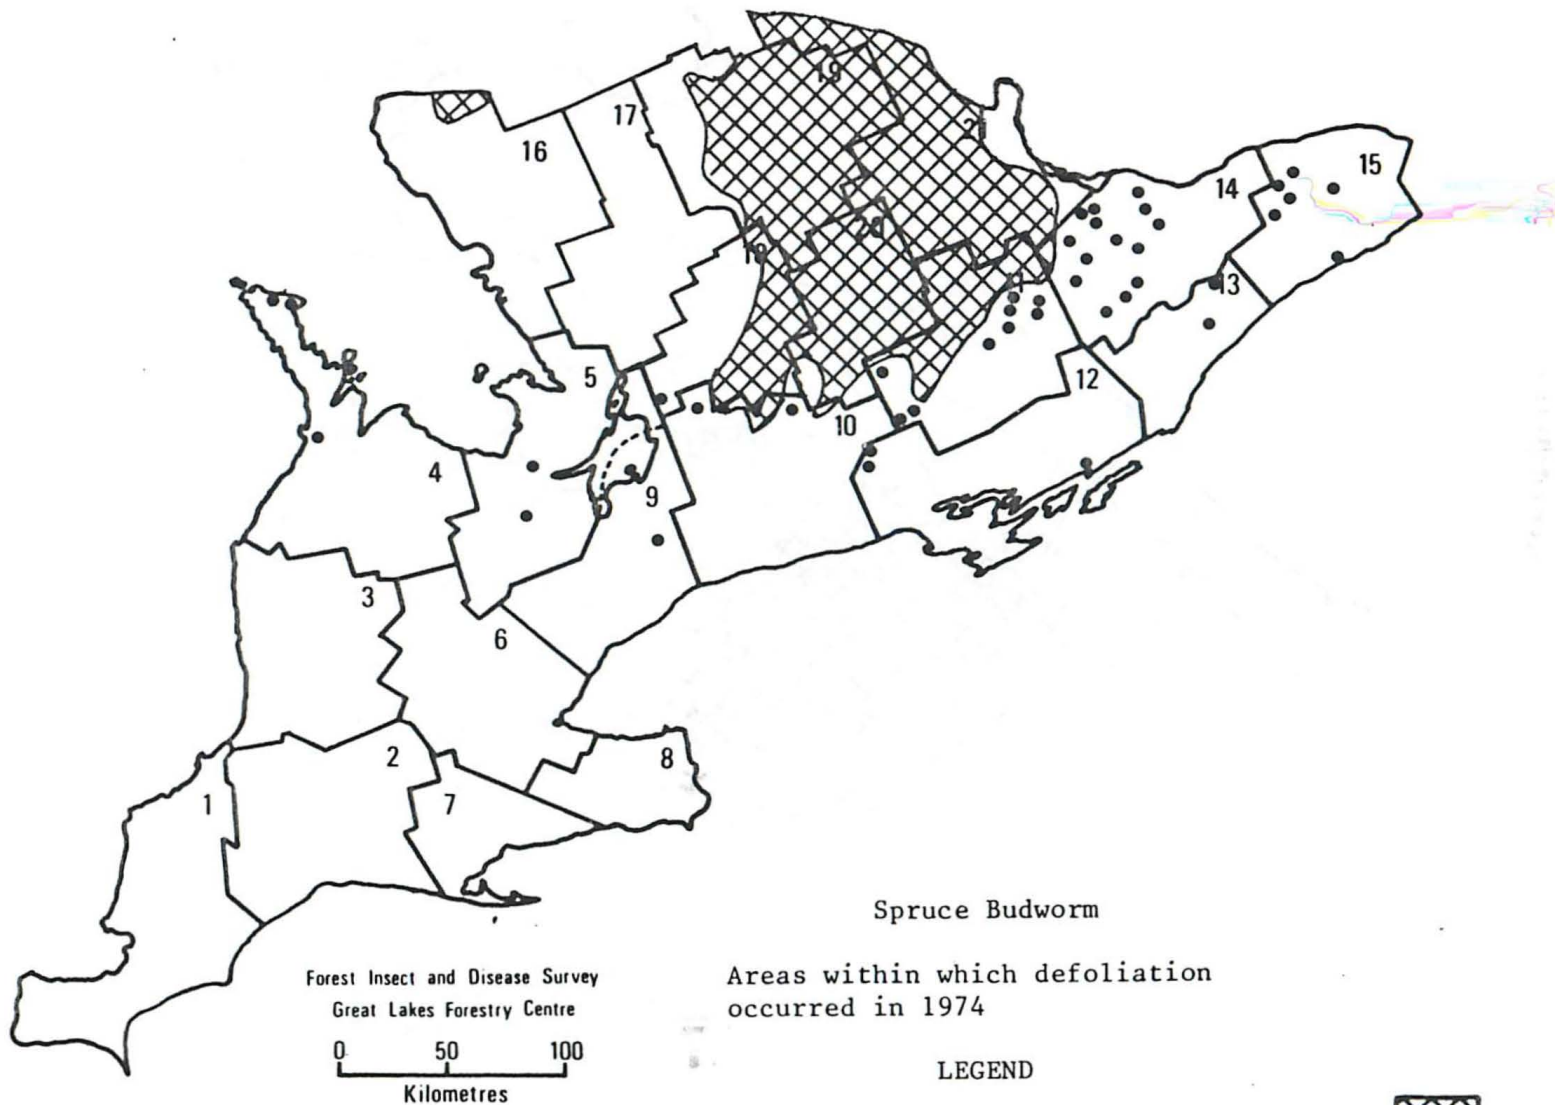 19
17
16
21
15
14
20
18
13
11
5
12
10
4
9
3
6
2
8
1
7
Spruce Budworm
Forest Insect and Disease Survey
Great Lakes Forestry Centre
Areas within which defoliation
occurred in 1974
0 50 100
Kilometres
LEGEND